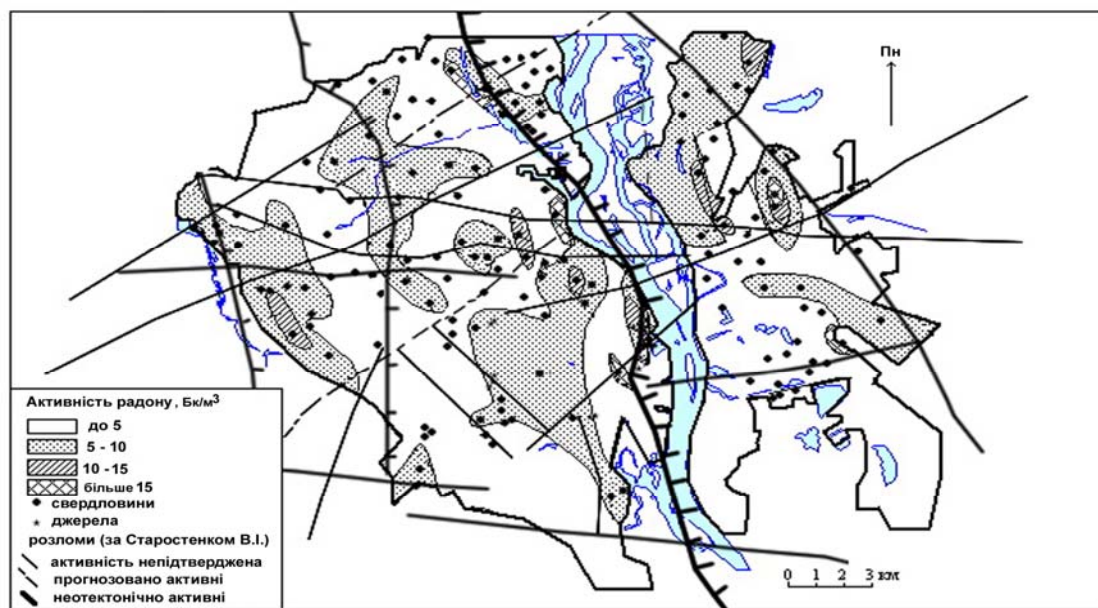 Пн
Активність радону , Бк/м3
до 5
5 - 10
10 -15
більше 15
свердловини
джерела
розломи (за Старостенком В.І.)
активність непідтверджена
прогнозовано активні
неотектонічно активні
0 1 2 3 км